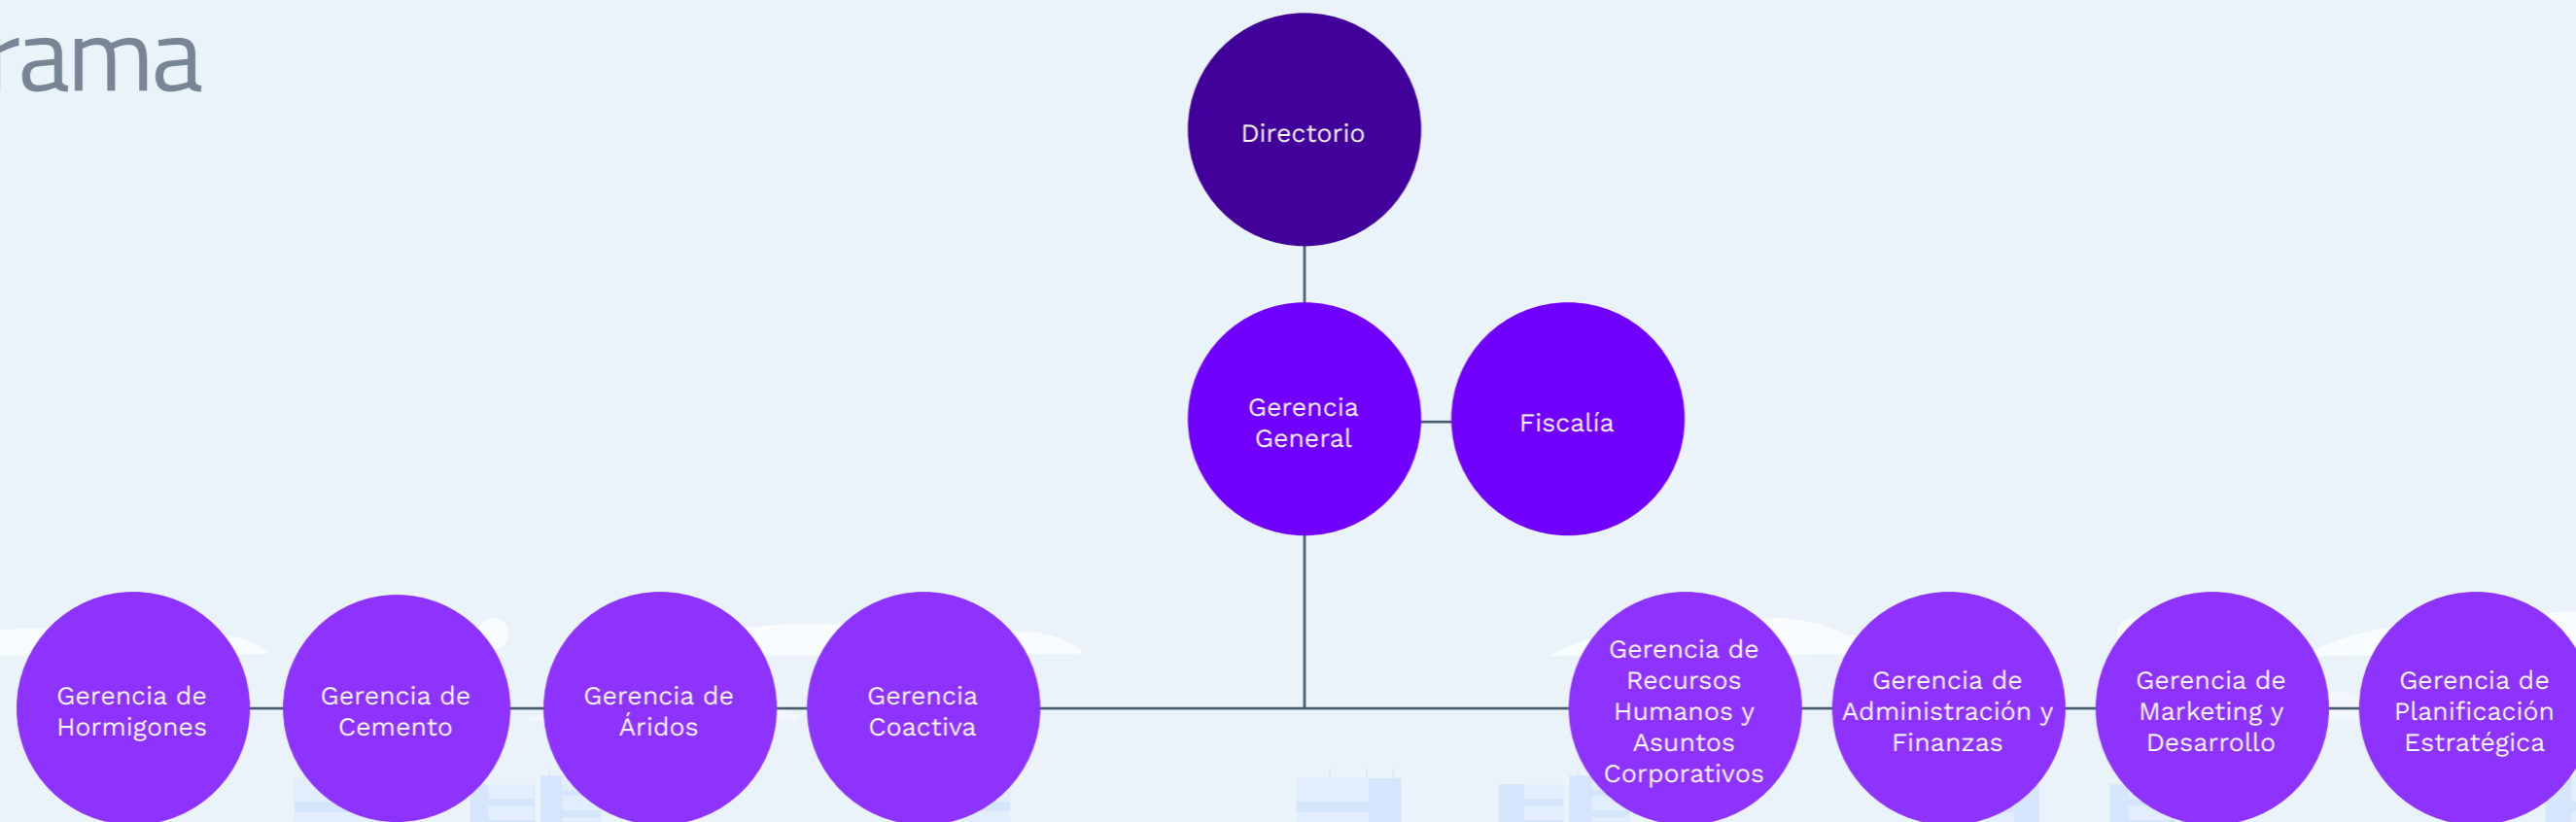 rama
Directorio
Gerencia
General
Fiscalía
Gerencia de
Hormigones
Gerencia de
Cemento
Gerencia de
Áridos
Gerencia
Coactiva
Gerencia de
Recursos
Humanos y
Asuntos
Corporativos
Gerencia de
Administración y
Finanzas
Gerencia de
Marketing y
Desarrollo
Gerencia de
Planificación
Estratégica